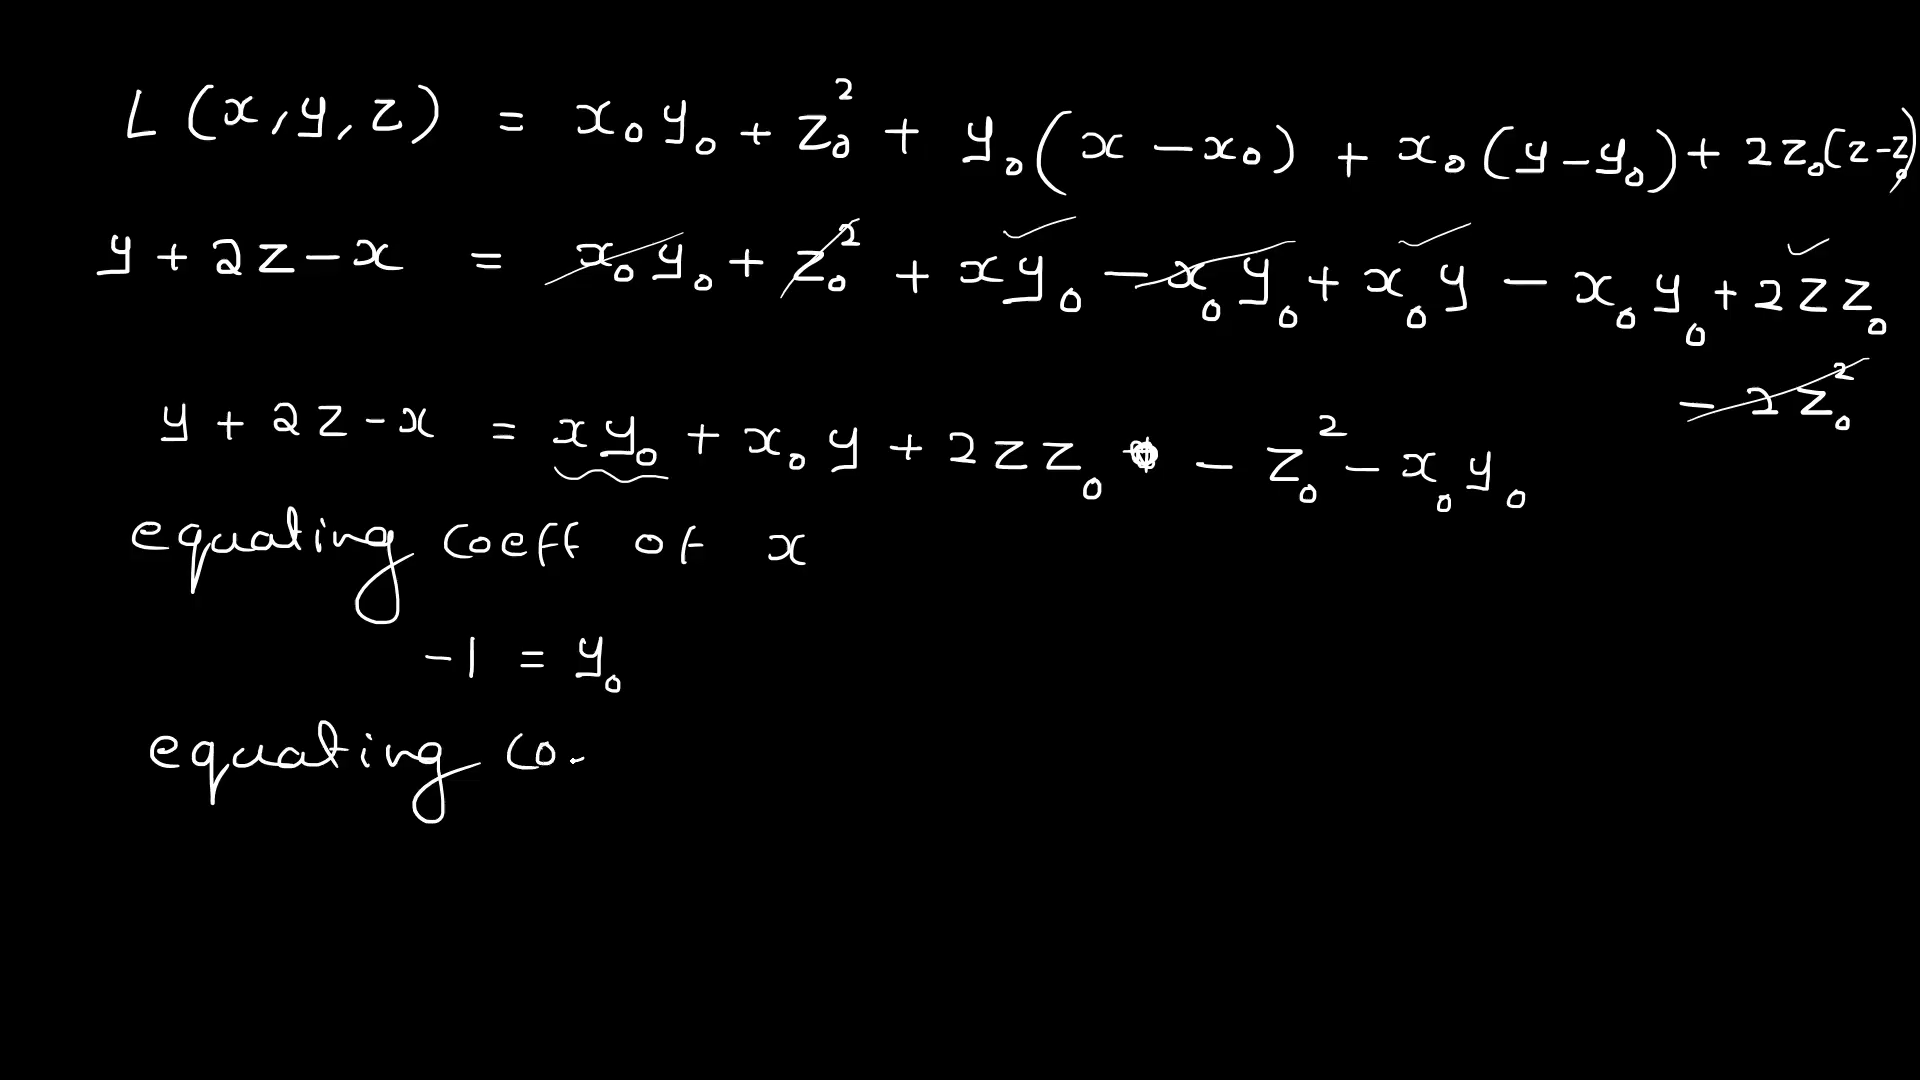 L(x,y,z) = x₀y₀ + z₀² + y₀(x - x₀) + x₀(y - y₀) + 2z₀(z - z₀)
y + 2z - x = x₀y₀ + z₀² + xy₀ - x₀y₀ + x₀y - x₀y₀ + 2zz₀
- 2z₀²
y + 2z - x = xy₀ + x₀y + 2zz₀ - z₀² - x₀y₀
equating coeff of x
-1 = y₀
equating co